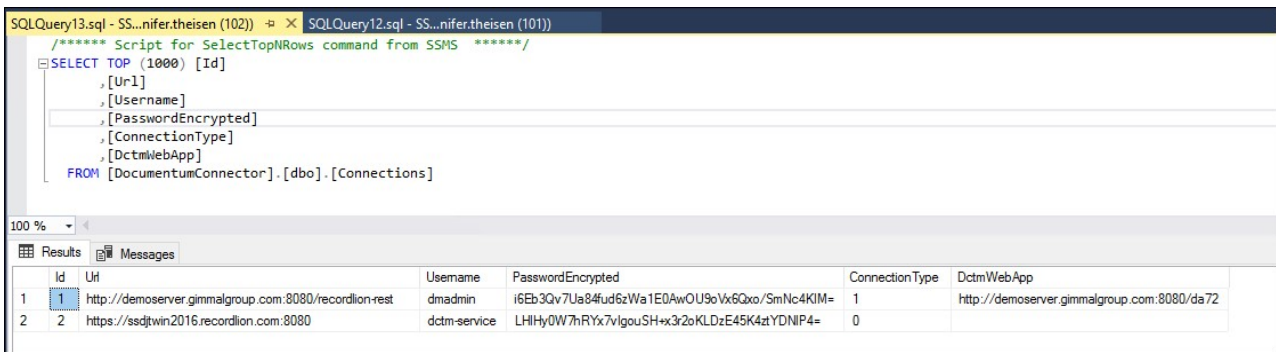 SQLQuery13.sql - SS...nifer.theisen (102)) SQLQuery12.sql - SS...nifer.theisen (101))
/****** Script for SelectTopNRows command from SSMS ******/
SELECT TOP (1000) [Id]
,[Url]
,[Username]
,[PasswordEncrypted]
,[ConnectionType]
,[DctmWebApp]
FROM [DocumentumConnector].[dbo].[Connections]
100 %
Results Messages
Id Url Username PasswordEncrypted ConnectionType DctmWebApp
1 1 http://demoserver.gimmalgroup.com:8080/recordlion-rest dmadmin i6Eb3Qv7Ua84fud6zWa1E0AwOU9oVx6Qxo/SmNc4KIM= 1 http://demoserver.gimmalgroup.com:8080/da72
2 2 https://ssdjtwin2016.recordlion.com:8080 dctm-service LHIHy0W7hRYx7vIgouSH+x3r2oKLDzE45K4ztYDNIP4= 0